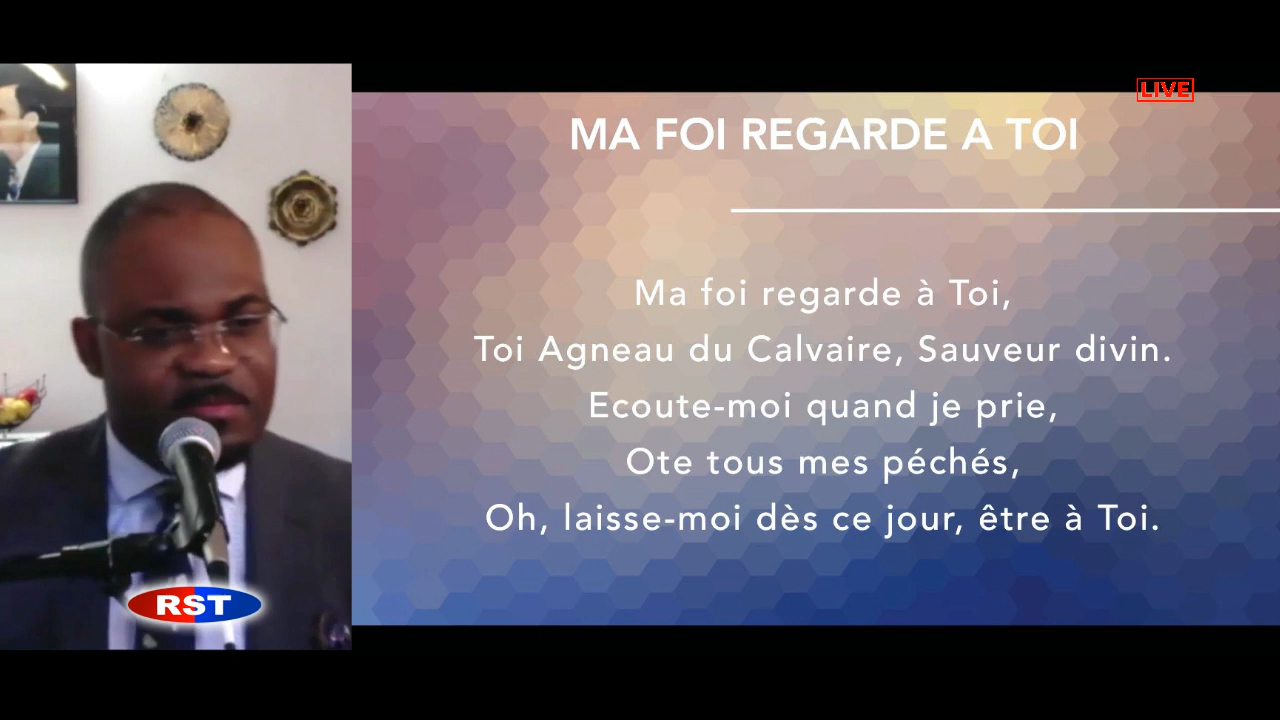 LIVE
MA FOI REGARDE A TOI
Ma foi regarde à Toi,
Toi Agneau du Calvaire, Sauveur divin.
Ecoute-moi quand je prie,
Ote tous mes péchés,
Oh, laisse-moi dès ce jour, être à Toi.
RST